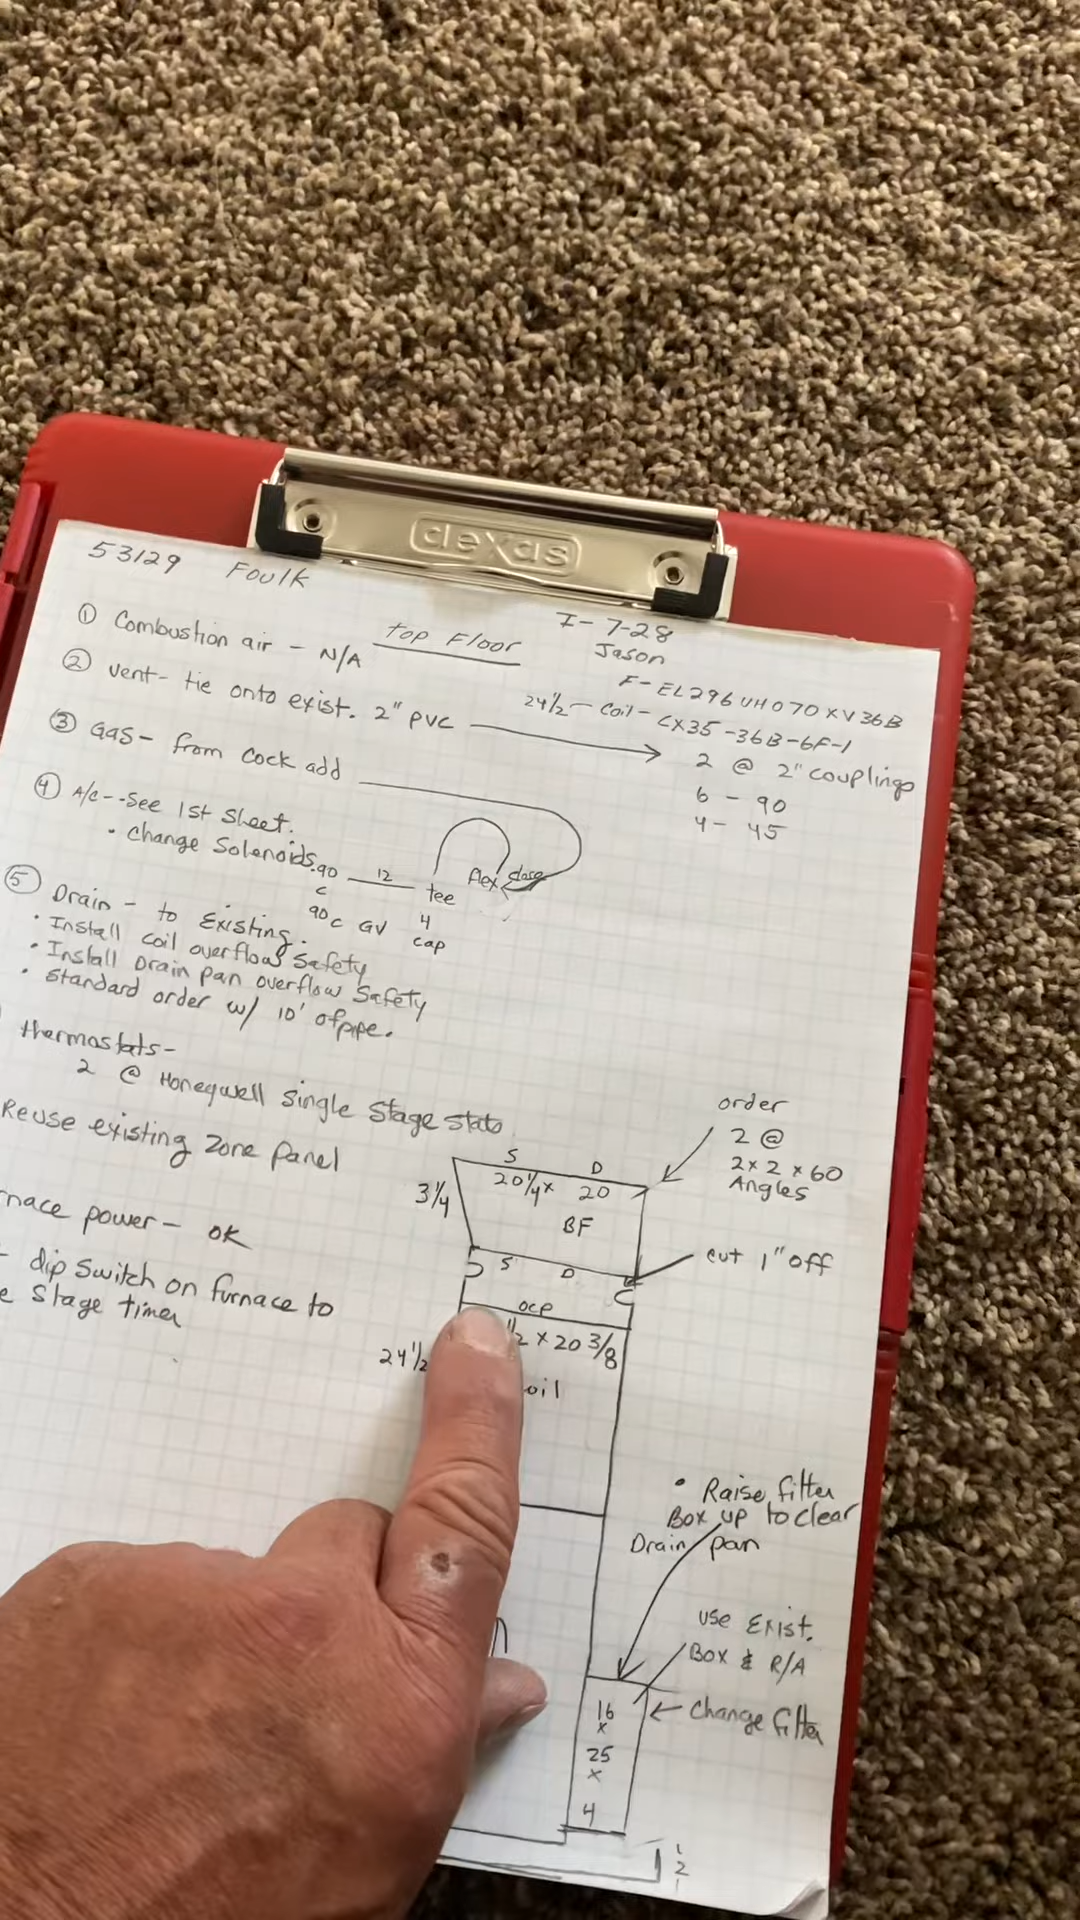 dexas
53129 Foulk
top Floor
I- 7-28
Jason
F- EL296UH070XV36B
24½ - Coil - CX35-36B-6F-1
① Combustion air - N/A
② Vent- tie onto exist. 2" PVC
2 @ 2" couplings
6 - 90
4 - 45
③ Gas- from cock add
④ A/C--See 1st Sheet.
• Change Solenoids.
90 12 tee flex close
c
90 c GV 4
cap
⑤ Drain - to Existing.
• Install coil overflow Safety
• Install Drain pan overflow Safety
• Standard order w/ 10' of pipe.
thermostats-
2 @ Honeywell Single Stage Stats
Reuse existing Zone Panel
rnace power- OK
dip Switch on furnace to
e Stage timer
order
2 @
2x2x60
Angles
S D
3¼ 20¼ x 20
BF
cut 1" off
S D
OCP
½ x 20 3/8
24½
oil
• Raise filter
Box up to clear
Drain pan
use Exist.
Box & R/A
Change filter
16
x
25
x
4